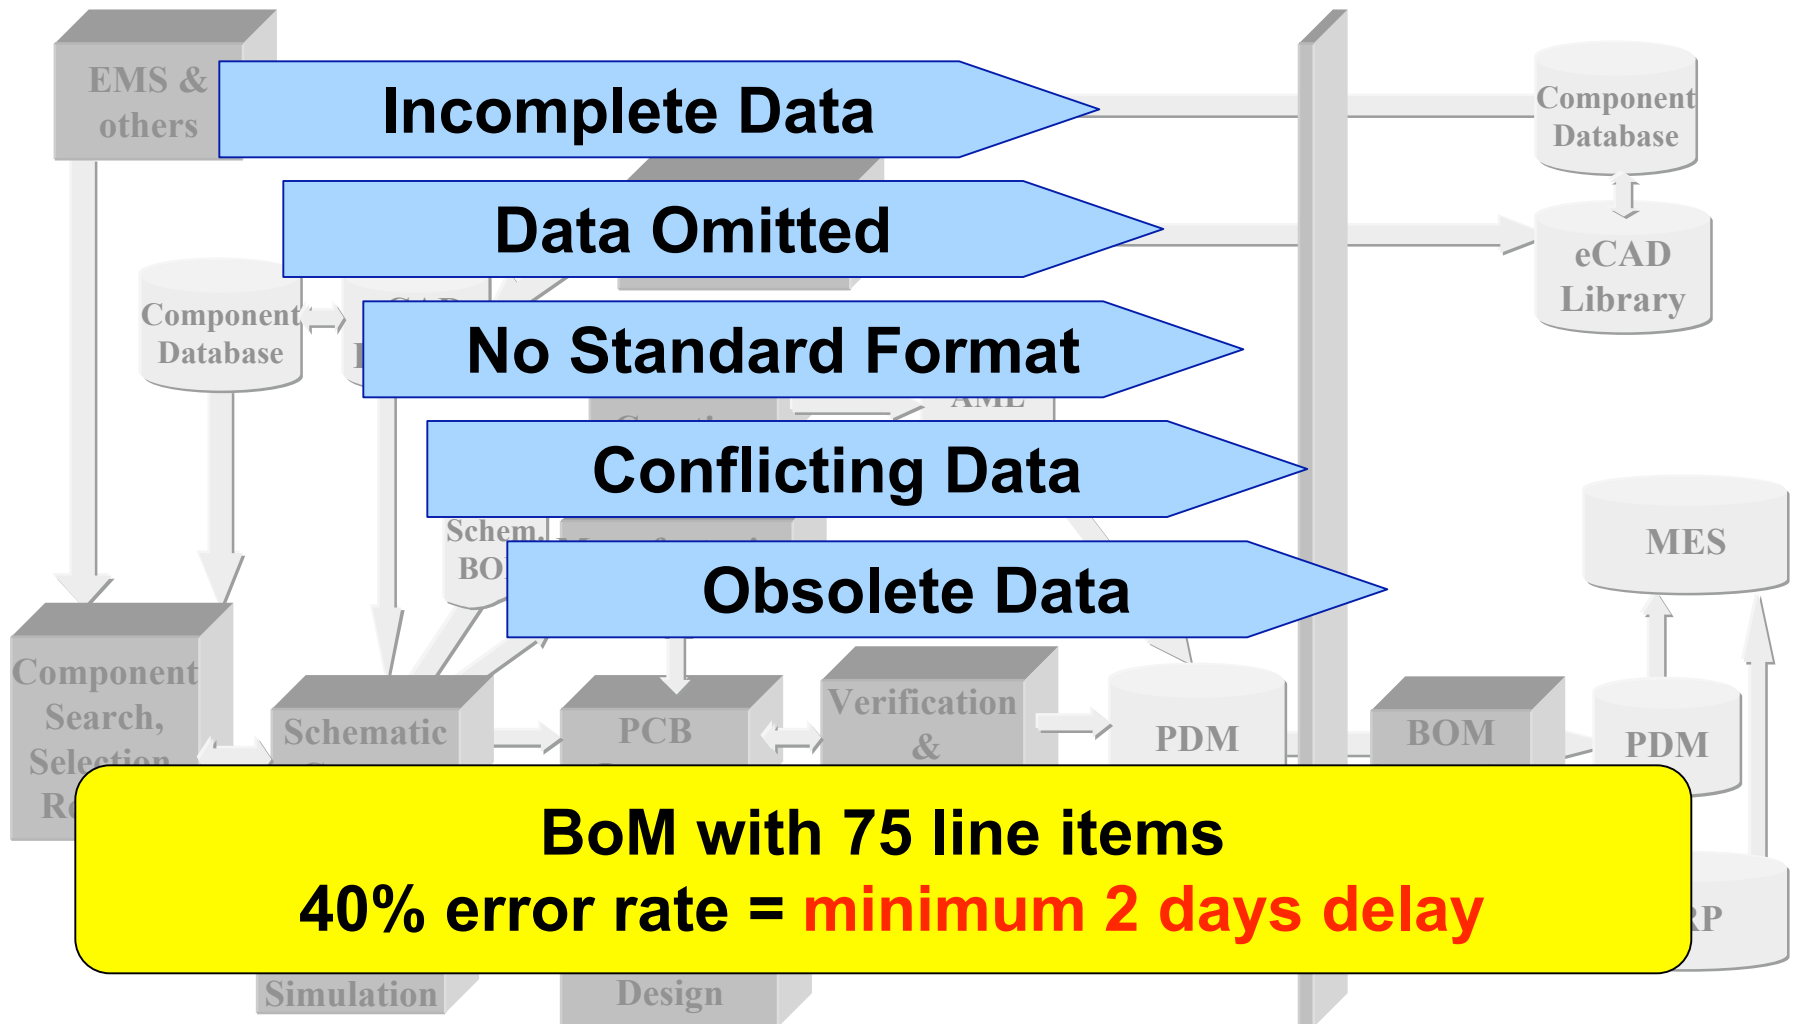 EMS &
others
Incomplete Data
Component
Database
Data Omitted
eCAD
Library
Component
Database
No Standard Format
Conflicting Data
Schem.
MES
Obsolete Data
Component
Search,
Selection
Schematic
PCB
Verification
&
PDM
BOM
PDM
BoM with 75 line items
40% error rate = minimum 2 days delay
Simulation
Design